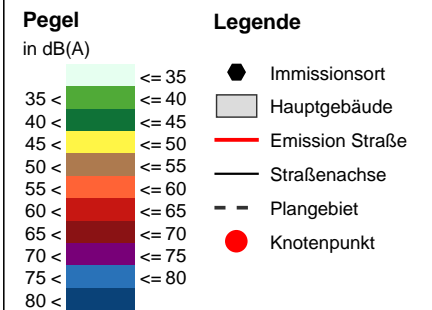 Pegel
in dB(A)
<= 35
35 < <= 40
40 < <= 45
45 < <= 50
50 < <= 55
55 < <= 60
60 < <= 65
65 < <= 70
70 < <= 75
75 < <= 80
80 <
Legende
Immissionsort
Hauptgebäude
Emission Straße
Straßenachse
Plangebiet
Knotenpunkt